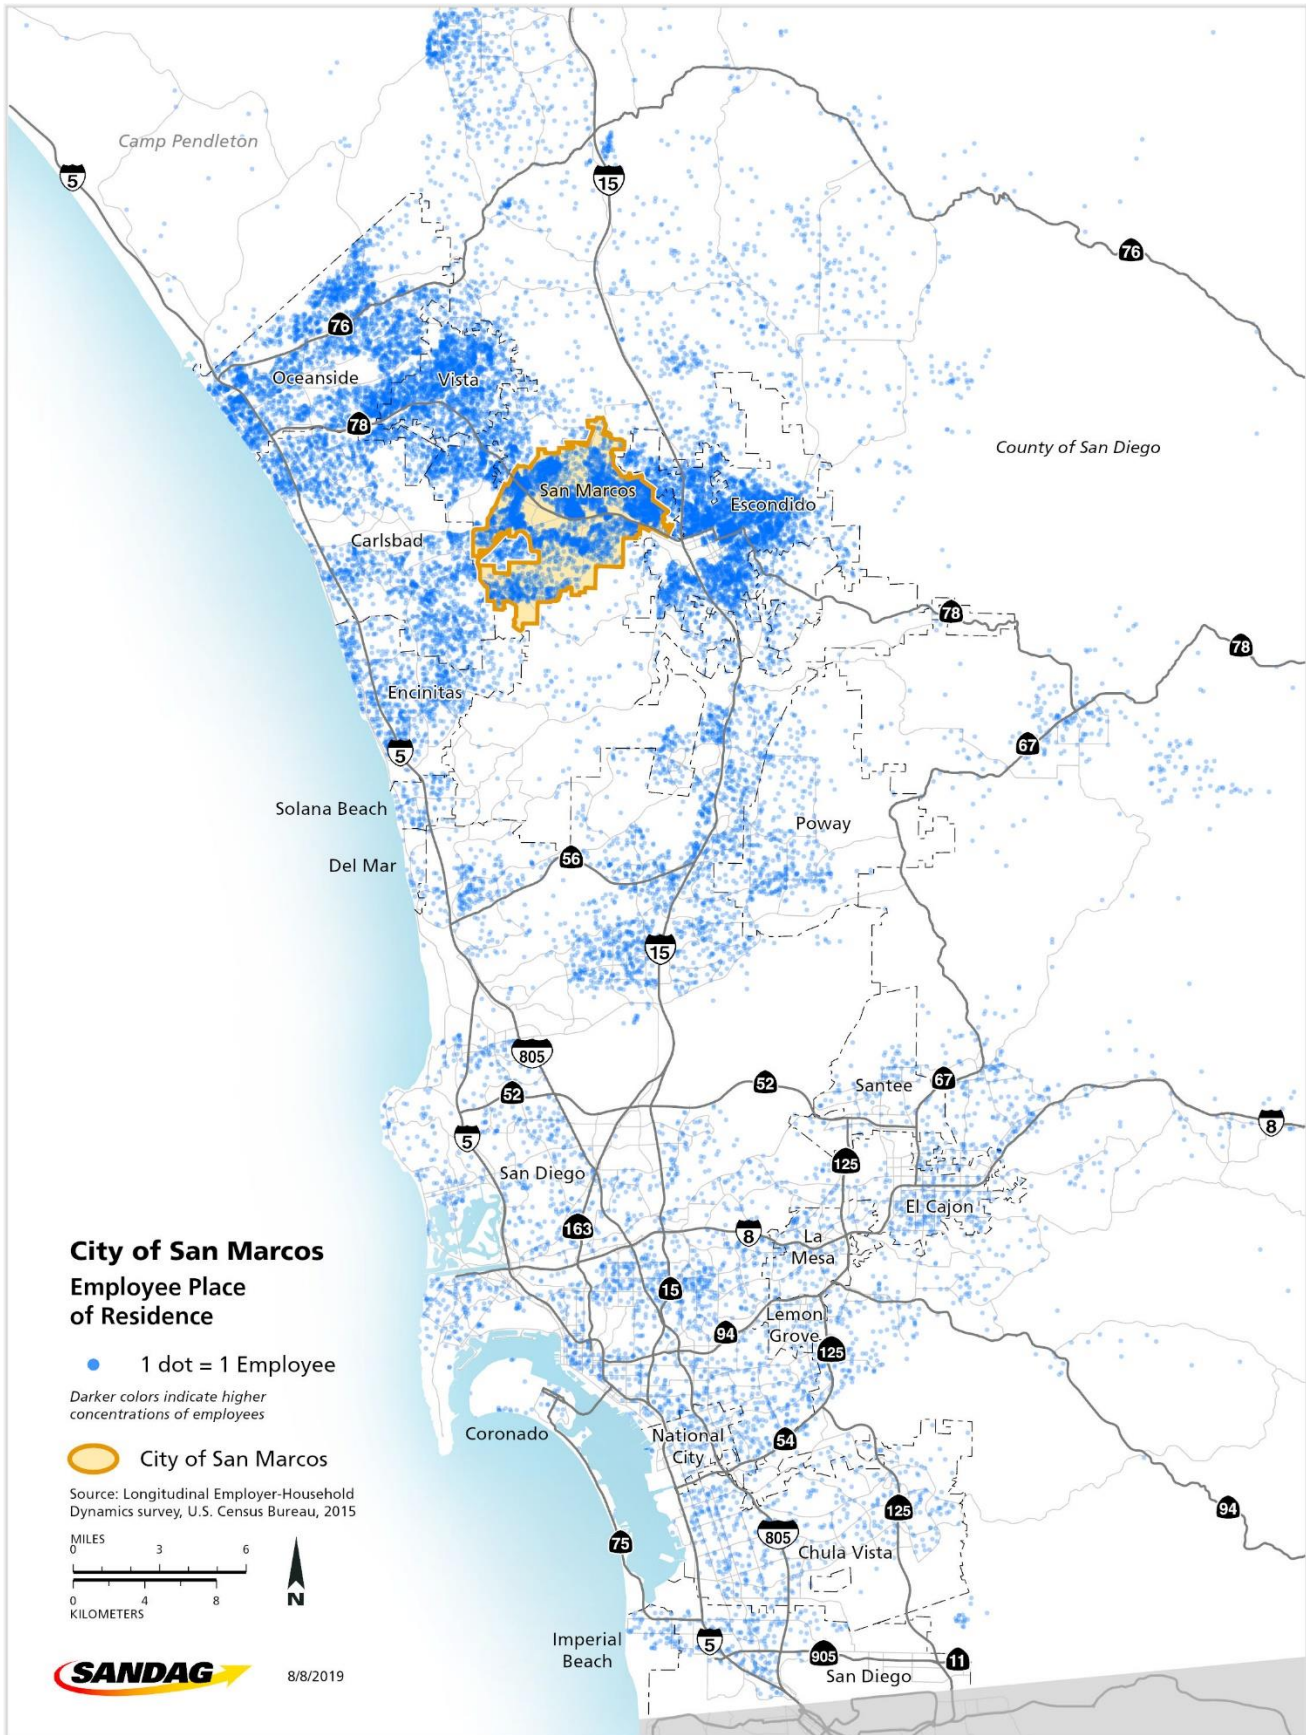 Camp Pendleton
5
15
76
76
Oceanside
Vista
78
County of San Diego
San Marcos
Escondido
Carlsbad
78
78
Encinitas
67
5
Solana Beach
Poway
Del Mar
56
15
805
52
52
Santee
67
5
8
125
San Diego
El Cajon
163
8
La
Mesa
15
94
Lemon
Grove
125
Coronado
National
City
54
125
94
75
805
Chula Vista
Imperial
Beach
5
905
San Diego
11
City of San Marcos
Employee Place
of Residence
1 dot = 1 Employee
Darker colors indicate higher
concentrations of employees
City of San Marcos
Source: Longitudinal Employer-Household
Dynamics survey, U.S. Census Bureau, 2015
MILES
0 3 6
0 4 8
KILOMETERS
N
SANDAG
8/8/2019